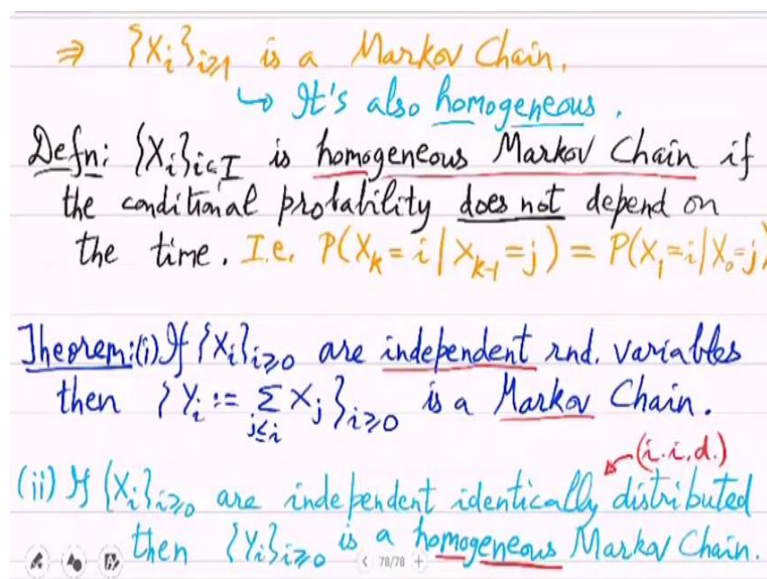 ⇒ {Xᵢ}ᵢ≥₁ is a Markov Chain.
↳ It's also homogeneous.
Defn: {Xᵢ}ᵢ∈I is homogeneous Markov Chain if
the conditional probability does not depend on
the time. I.e. P(Xₖ = i | Xₖ₋₁ = j) = P(X₁ = i | X₀ = j)
Theorem: (i) If {Xᵢ}ᵢ≥₀ are independent rnd. variables
then { Yᵢ := Σ_{j≤i} Xⱼ }ᵢ≥₀ is a Markov Chain.
(i.i.d.)
(ii) If {Xᵢ}ᵢ≥₀ are independent identically distributed
then {Yᵢ}ᵢ≥₀ is a homogeneous Markov Chain.
< 78/78 +